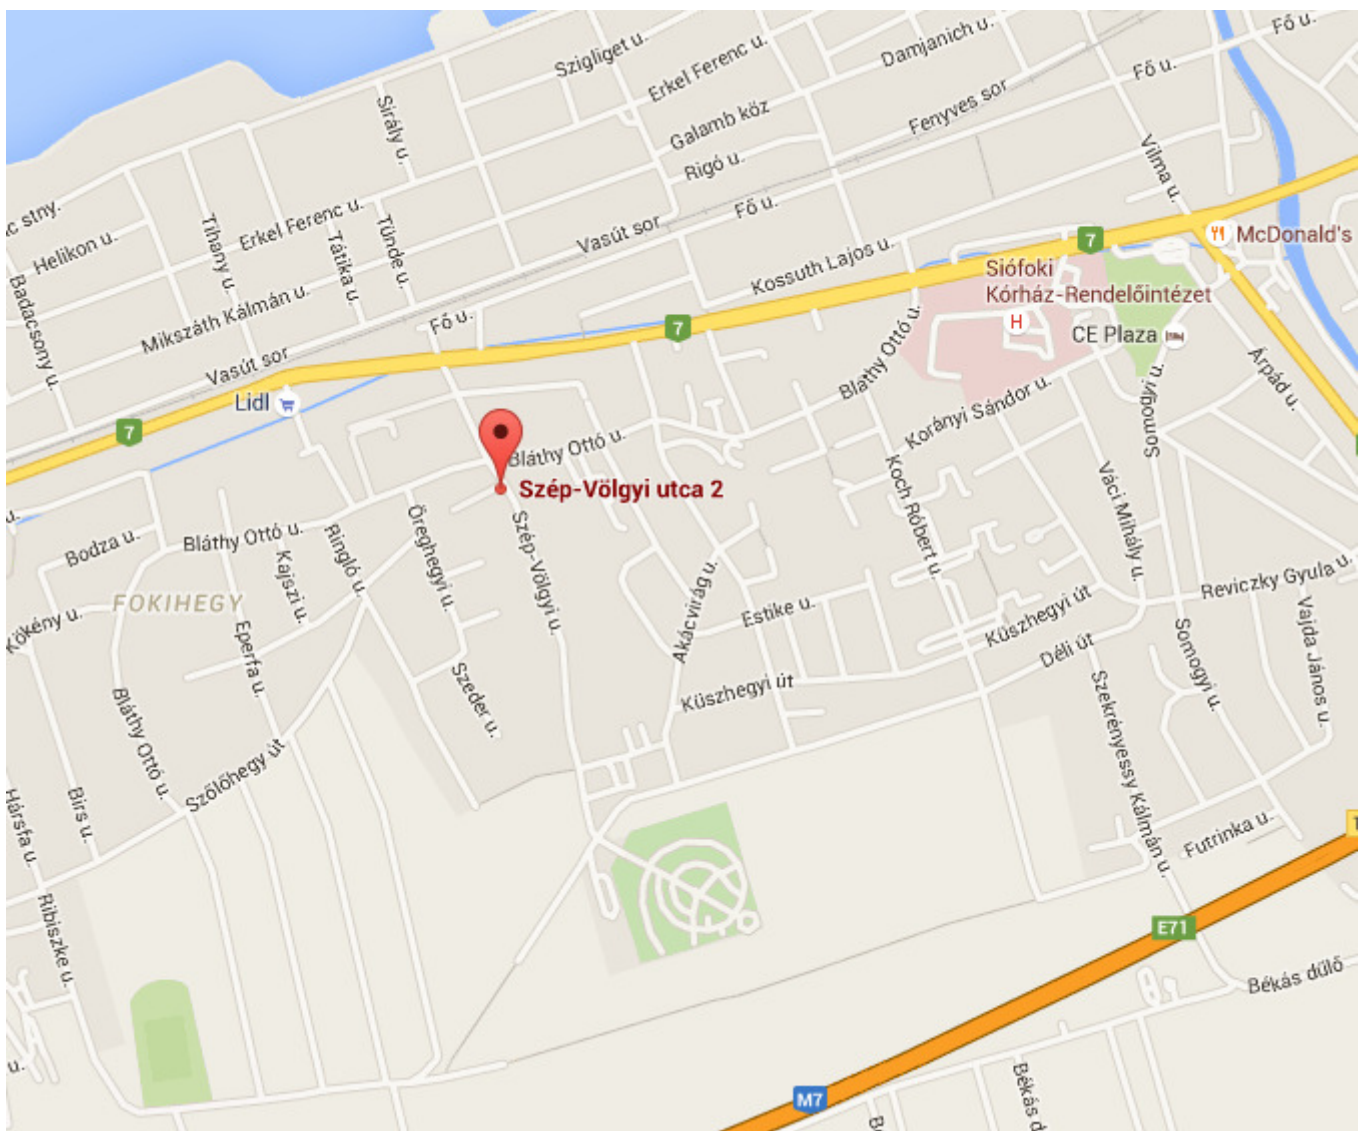 Szigliget u.
Damjanich u.
Fő u.
Erkel Ferenc u.
Fő u.
Sirály u.
Galamb köz
Fenyves sor
Rigó u.
Vilma u.
stny.
Helikon u.
Tihany u.
Erkel Ferenc u.
Tátika u.
Tünde u.
Vasút sor
Fő u.
Kossuth Lajos u.
7
McDonald's
Badacsony u.
Mikszáth Kálmán u.
Fő u.
7
Siófoki
Kórház-Rendelőintézet
H
CE Plaza
Vasút sor
Bláthy Ottó u.
Árpád u.
Lidl
7
Korányi Sándor u.
Somogyi u.
Bláthy Ottó u.
Szép-Völgyi utca 2
Koch Róbert u.
Váci Mihály u.
u.
Bodza u.
Bláthy Ottó u.
Kajszi u.
Ringló u.
Öreghegyi u.
Szép-Völgyi u.
Reviczky Gyula u.
FOKIHEGY
Kökény u.
Eperfa u.
Akácvirág u.
Estike u.
Küszhegyi út
Déli út
Somogyi u.
Vajda János u.
Szeder u.
Küszhegyi út
Bláthy Ottó u.
Szőlőhegy út
Szekrényessy Kálmán u.
Hársfa u.
Birs u.
Futrinka u.
Ribiszke u.
E71
Békás dűlő
u.
M7
Békás d